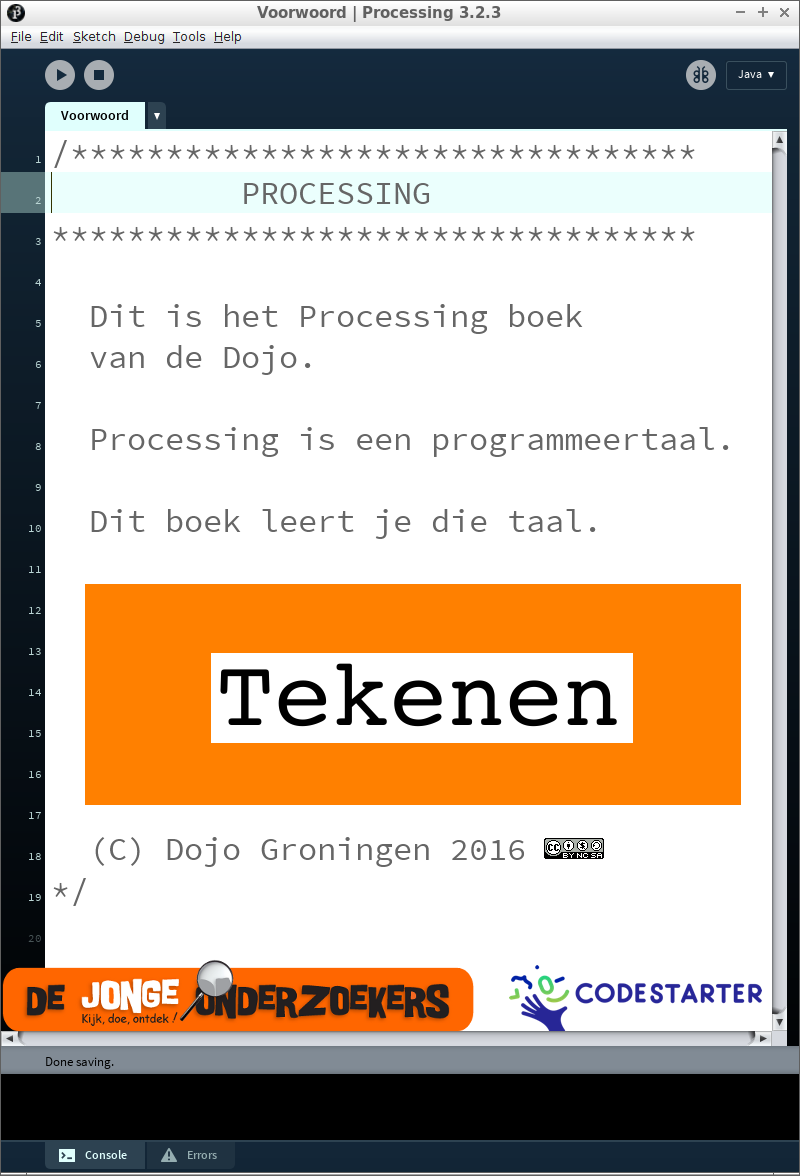 Voorwoord | Processing 3.2.3
File Edit Sketch Debug Tools Help
Java ▼
Voorwoord ▼
1 /*********************************
2 PROCESSING
3 **********************************
4
5 Dit is het Processing boek
6 van de Dojo.
7
8 Processing is een programmeertaal.
9
10 Dit boek leert je die taal.
11
12
13
14 Tekenen
15
16
17
18 (C) Dojo Groningen 2016 CC BY NC SA
19 */
20
DE JONGE ONDERZOEKERS
Kijk, doe, ontdek!
CODESTARTER
Done saving.
Console Errors